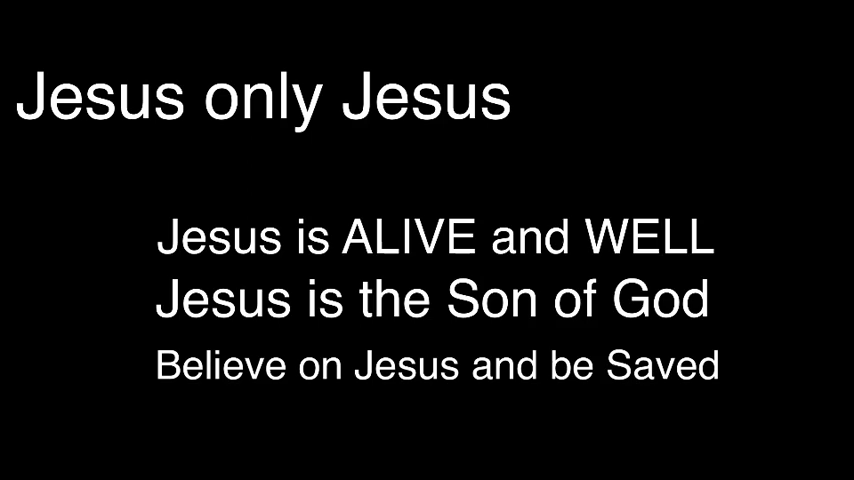 Jesus only Jesus
Jesus is ALIVE and WELL
Jesus is the Son of God
Believe on Jesus and be Saved